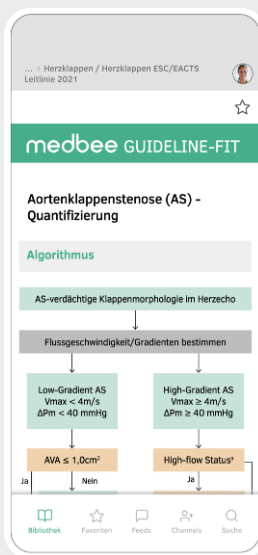 ... > Herzklappen / Herzklappen ESC/EACTS
Leitlinie 2021
medbee GUIDELINE-FIT
Aortenklappenstenose (AS) -
Quantifizierung
Algorithmus
AS-verdächtige Klappenmorphologie im Herzecho
Flussgeschwindigkeit/Gradienten bestimmen
Low-Gradient AS
Vmax < 4m/s
ΔPm < 40 mmHg
High-Gradient AS
Vmax ≥ 4m/s
ΔPm ≥ 40 mmHg
AVA ≤ 1,0cm²
High-flow Status³
Ja
Nein
Ja
Bibliothek
Favoriten
Feeds
Channels
Suche